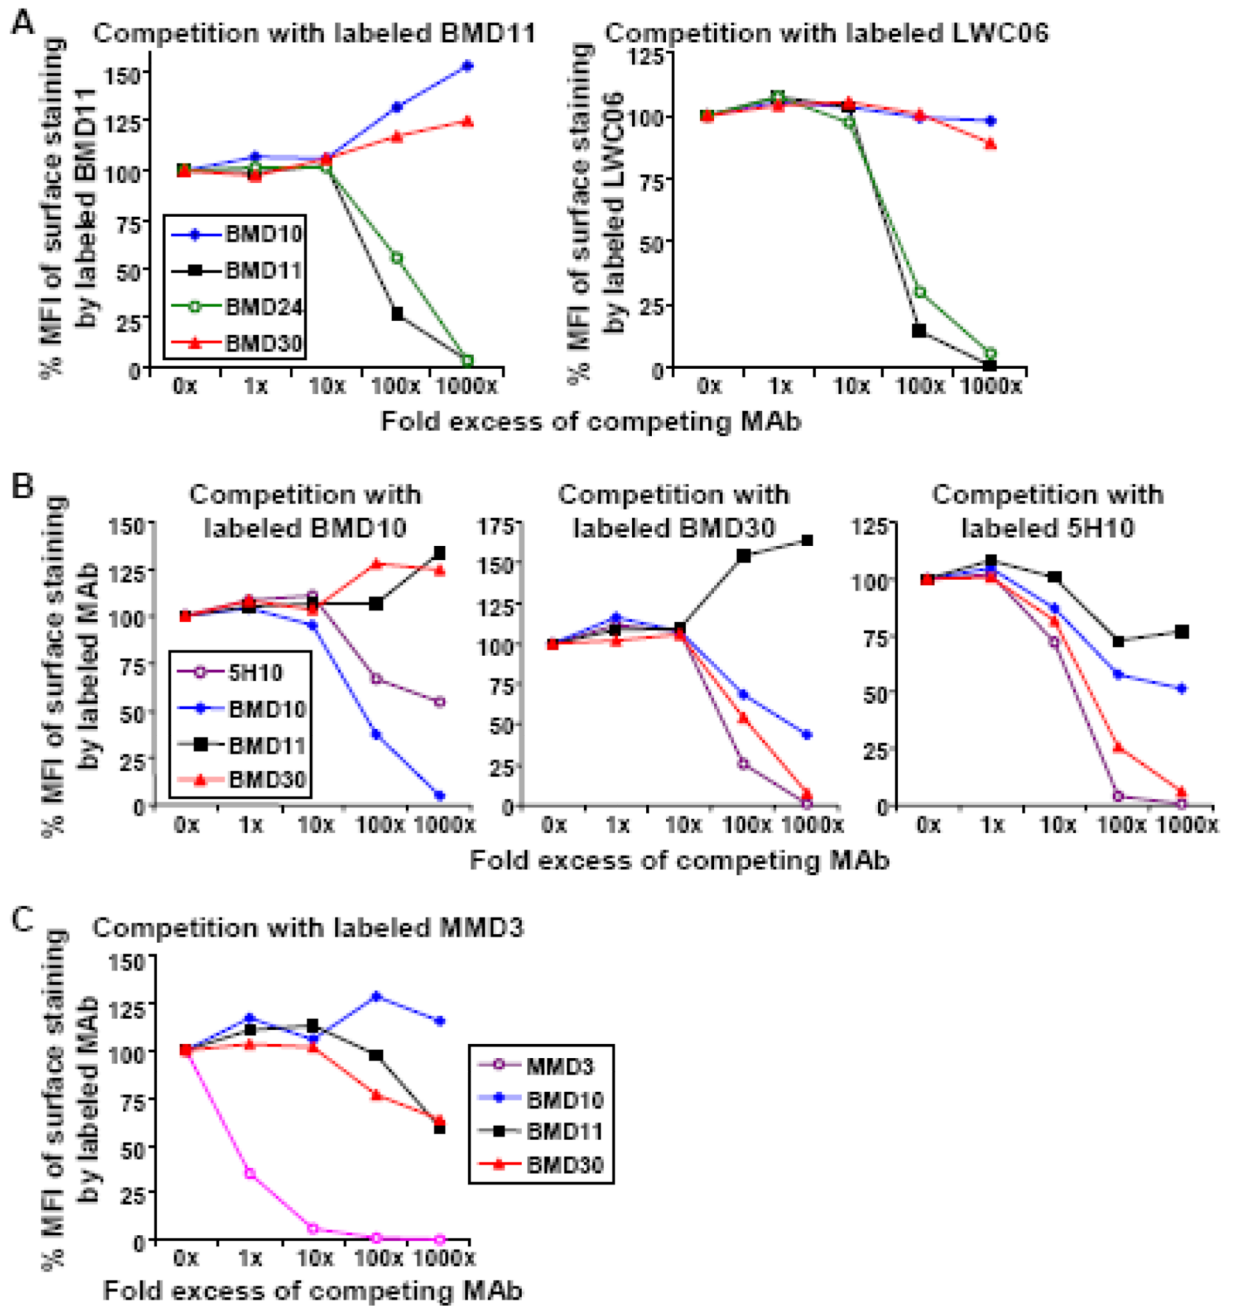 A
Competition with labeled BMD11
% MFI of surface staining
by labeled BMD11
150
125
100
75
50
25
0
BMD10
BMD11
BMD24
BMD30
0x 1x 10x 100x 1000x
Competition with labeled LWC06
% MFI of surface staining
by labeled LWC06
125
100
75
50
25
0
0x 1x 10x 100x 1000x
Fold excess of competing MAb
B
Competition with
labeled BMD10
% MFI of surface staining
by labeled MAb
150
125
100
75
50
25
0
5H10
BMD10
BMD11
BMD30
0x 1x 10x 100x 1000x
Competition with
labeled BMD30
175
150
125
100
75
50
25
0
0x 1x 10x 100x 1000x
Competition with
labeled 5H10
125
100
75
50
25
0
0x 1x 10x 100x 1000x
Fold excess of competing MAb
C
Competition with labeled MMD3
% MFI of surface staining
by labeled MAb
150
125
100
75
50
25
0
0x 1x 10x 100x 1000x
MMD3
BMD10
BMD11
BMD30
Fold excess of competing MAb